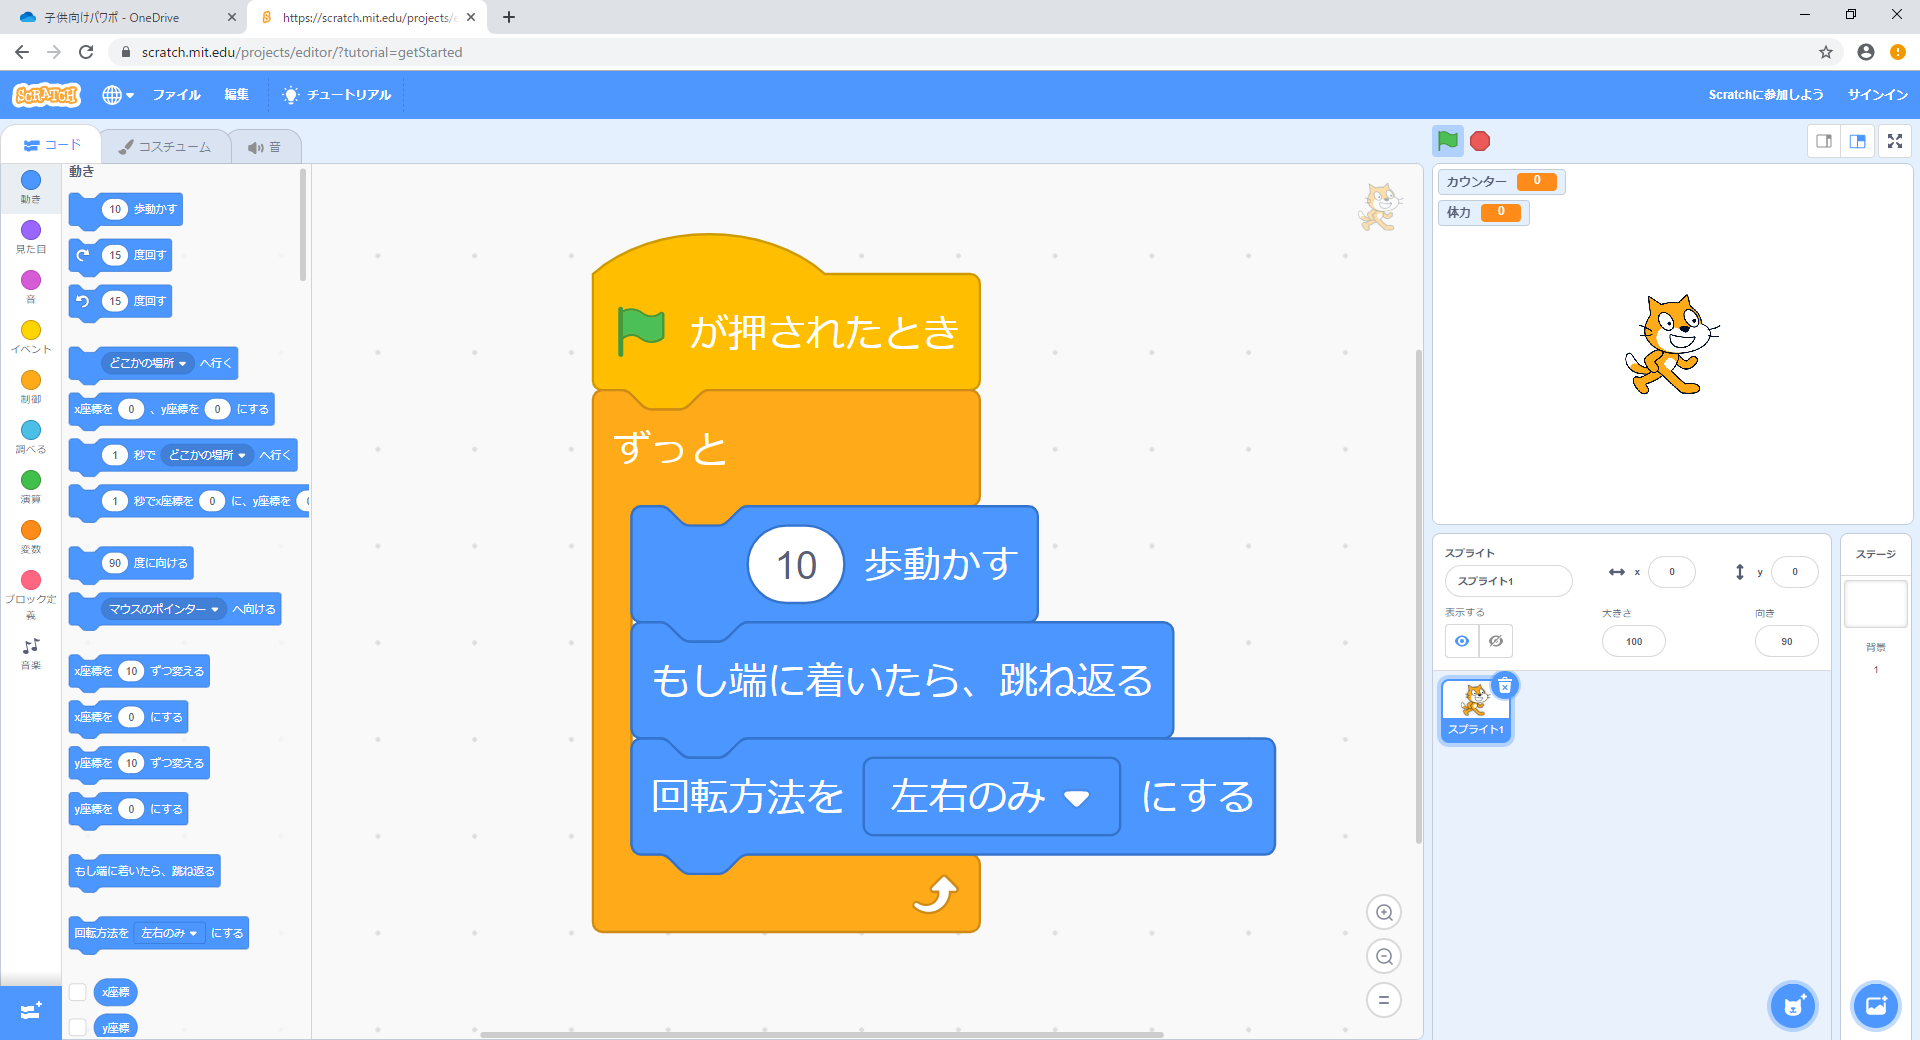 子供向けパワポ - OneDrive
https://scratch.mit.edu/projects/e
scratch.mit.edu/projects/editor/?tutorial=getStarted
SCRATCH
ファイル
編集
チュートリアル
Scratchに参加しよう
サインイン
コード
コスチューム
音
動き
見た目
音
イベント
制御
調べる
演算
変数
ブロック定
義
音楽
動き
10 歩動かす
15 度回す
15 度回す
どこかの場所 へ行く
x座標を 0 、y座標を 0 にする
1 秒で どこかの場所 へ行く
1 秒でx座標を 0 に、y座標を
90 度に向ける
マウスのポインター へ向ける
x座標を 10 ずつ変える
x座標を 0 にする
y座標を 10 ずつ変える
y座標を 0 にする
もし端に着いたら、跳ね返る
回転方法を 左右のみ にする
x座標
y座標
が押されたとき
ずっと
10 歩動かす
もし端に着いたら、跳ね返る
回転方法を 左右のみ にする
カウンター 0
体力 0
スプライト
スプライト1
x 0
y 0
表示する
大きさ
100
向き
90
スプライト1
ステージ
背景
1